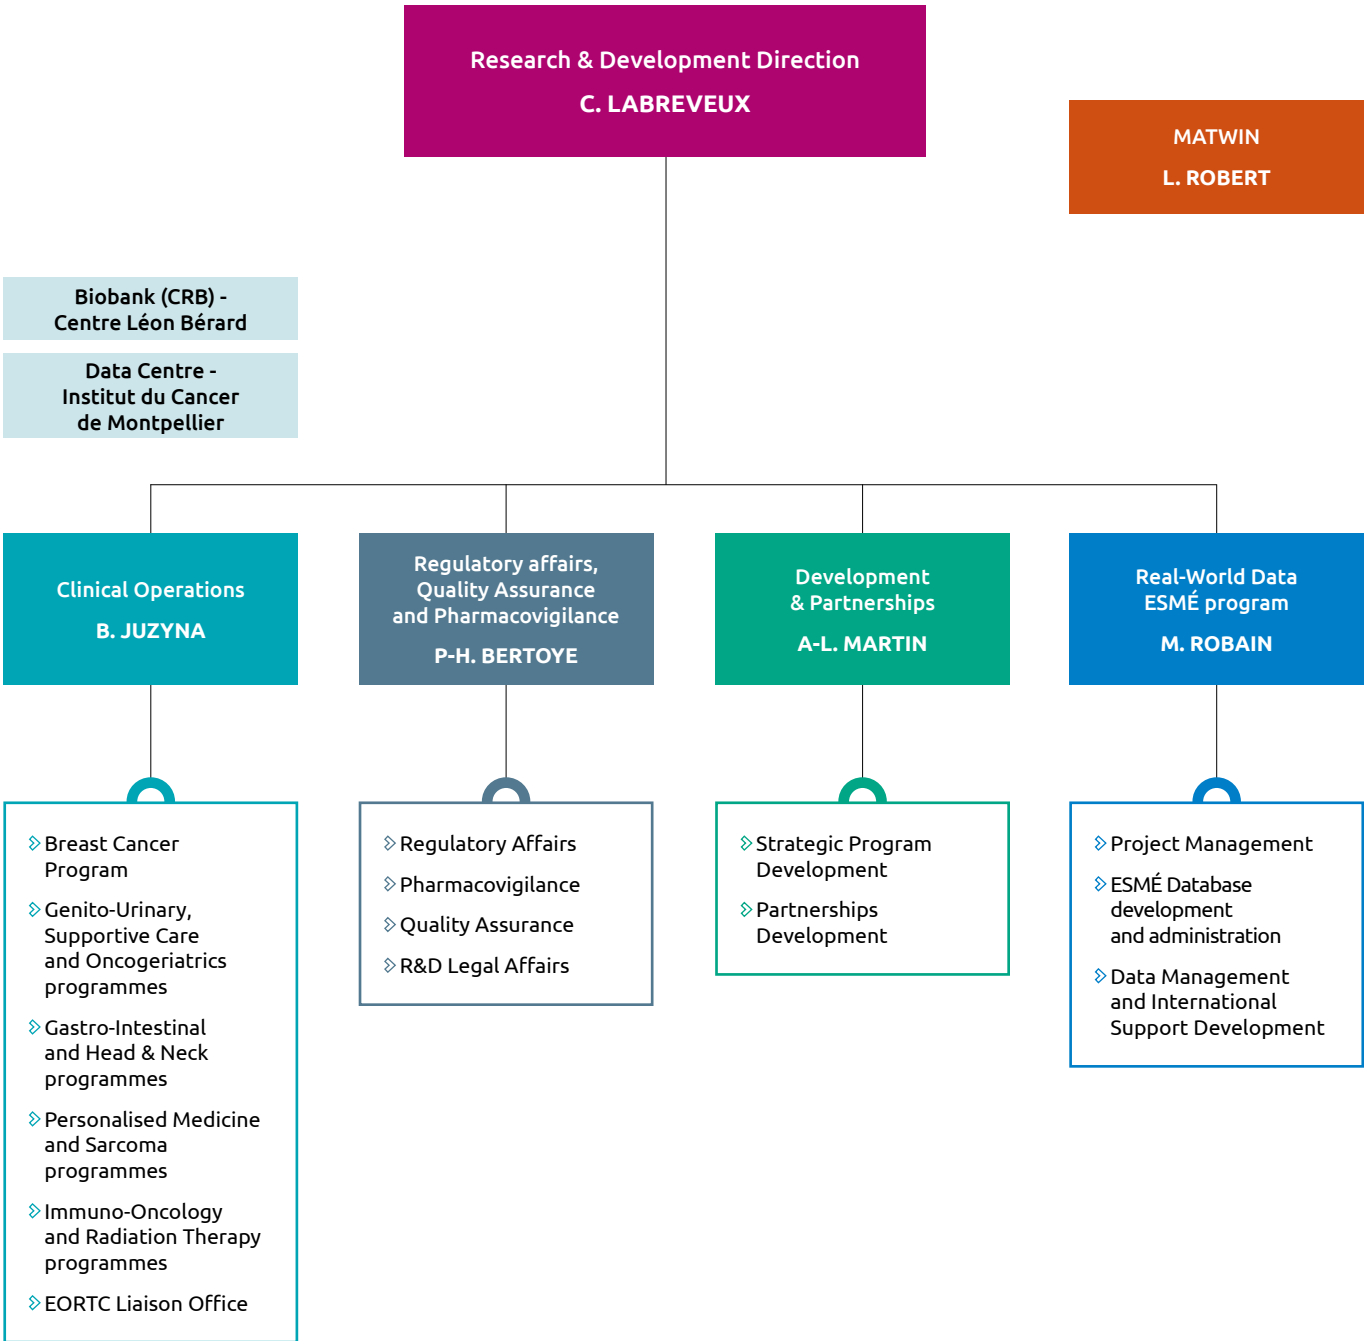 Research & Development Direction
C. LABREVEUX
MATWIN
L. ROBERT
Biobank (CRB) -
Centre Léon Bérard
Data Centre -
Institut du Cancer
de Montpellier
Clinical Operations
B. JUZYNA
Regulatory affairs,
Quality Assurance
and Pharmacovigilance
P-H. BERTOYE
Development
& Partnerships
A-L. MARTIN
Real-World Data
ESMÉ program
M. ROBAIN
Breast Cancer
Program
Genito-Urinary,
Supportive Care
and Oncogeriatrics
programmes
Gastro-Intestinal
and Head & Neck
programmes
Personalised Medicine
and Sarcoma
programmes
Immuno-Oncology
and Radiation Therapy
programmes
EORTC Liaison Office
Regulatory Affairs
Pharmacovigilance
Quality Assurance
R&D Legal Affairs
Strategic Program
Development
Partnerships
Development
Project Management
ESMÉ Database
development
and administration
Data Management
and International
Support Development